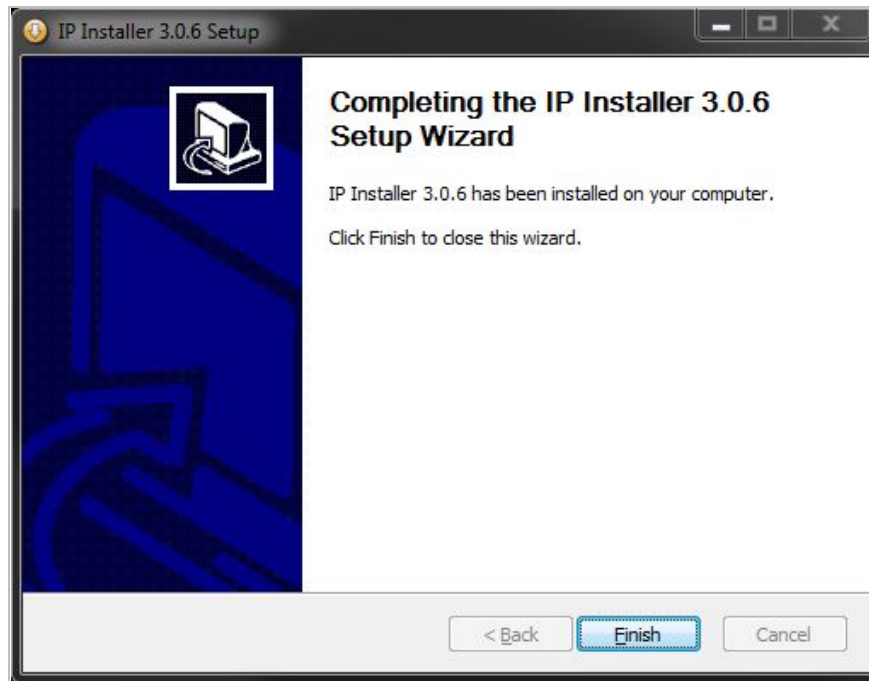 IP Installer 3.0.6 Setup
Completing the IP Installer 3.0.6
Setup Wizard
IP Installer 3.0.6 has been installed on your computer.
Click Finish to close this wizard.
< Back
Finish
Cancel